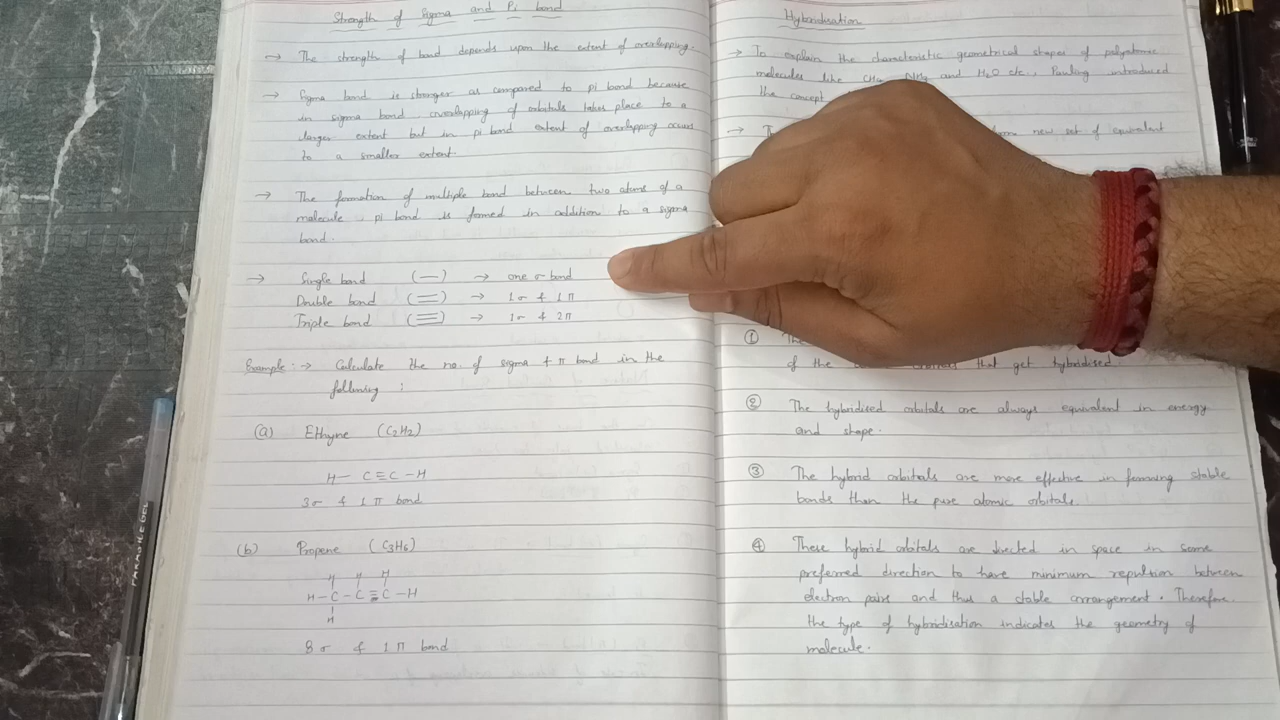 Strength of Sigma and Pi bond
→ The strength of bond depends upon the extent of overlapping.
→ Sigma bond is stronger as compared to pi bond because
in sigma bond, overlapping of orbitals takes place to a
larger extent but in pi bond extent of overlapping occurs
to a smaller extent.
→ The formation of multiple bond between two atoms of a
molecule, pi bond is formed in addition to a sigma
bond.
→ Single bond (—) → one σ bond
Double bond (=) → 1σ & 1π
Triple bond (≡) → 1σ & 2π
Example: → Calculate the no. of sigma & π bond in the
following :
(a) EThyne (C2H2)
H — C≡C — H
3σ & 1 π bond
(b) Propene (C3H6)
H H H
H — C — C = C — H
H
8 σ & 1 π bond
Hybridisation
→ To explain the characteristic geometrical shapes of polyatomic
molecules like CH4, NH3 and H2O etc., Pauling introduced
the concept
→ new set of equivalent
①
of the that get hybridised.
② The hybridised orbitals are always equivalent in energy
and shape.
③ The hybrid orbitals are more effective in forming stable
bonds than the pure atomic orbitals.
④ These hybrid orbitals are directed in space in some
preferred direction to have minimum repulsion between
electron pairs and thus a stable arrangement. Therefore,
the type of hybridisation indicates the geometry of
molecule.